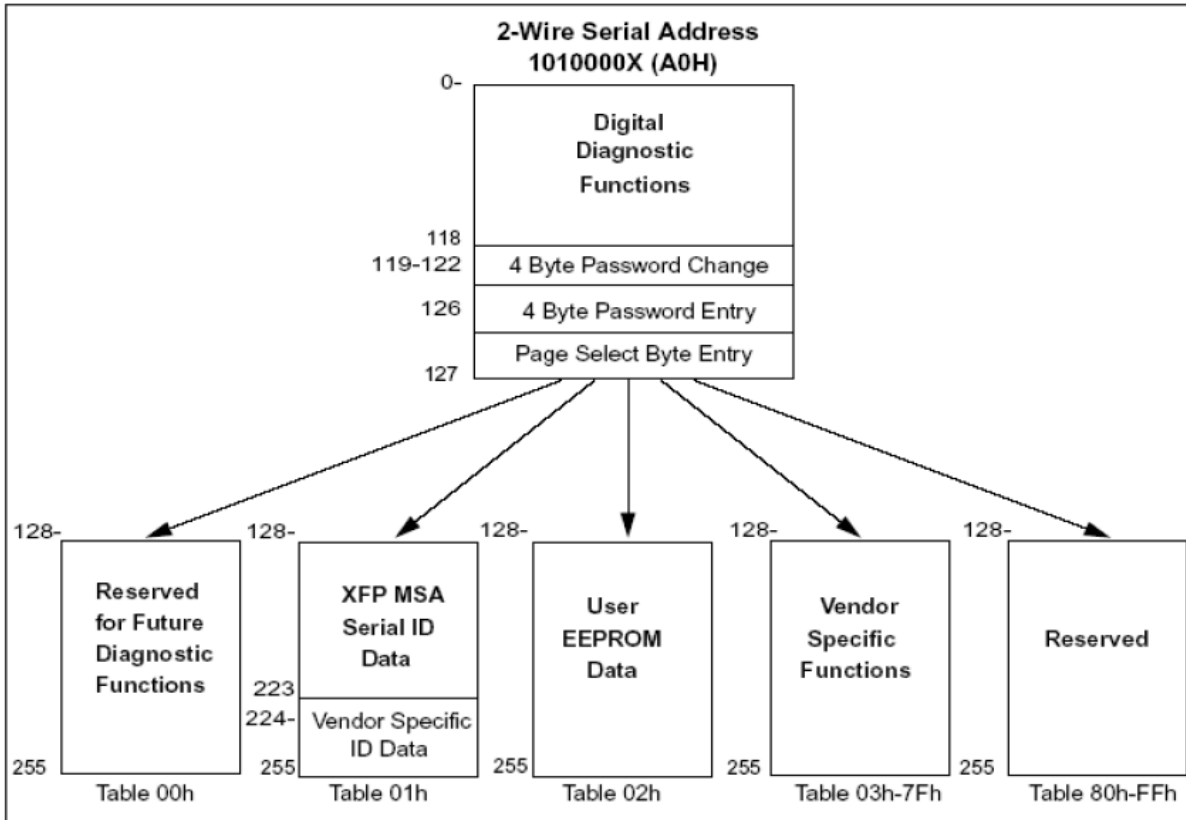 2-Wire Serial Address
1010000X (A0H)
0-
Digital
Diagnostic
Functions
118
119-122
4 Byte Password Change
126
4 Byte Password Entry
Page Select Byte Entry
127
128-
Reserved
for Future
Diagnostic
Functions
255
Table 00h
128-
XFP MSA
Serial ID
Data
223
224-
Vendor Specific
ID Data
255
Table 01h
128-
User
EEPROM
Data
255
Table 02h
128-
Vendor
Specific
Functions
255
Table 03h-7Fh
128-
Reserved
255
Table 80h-FFh